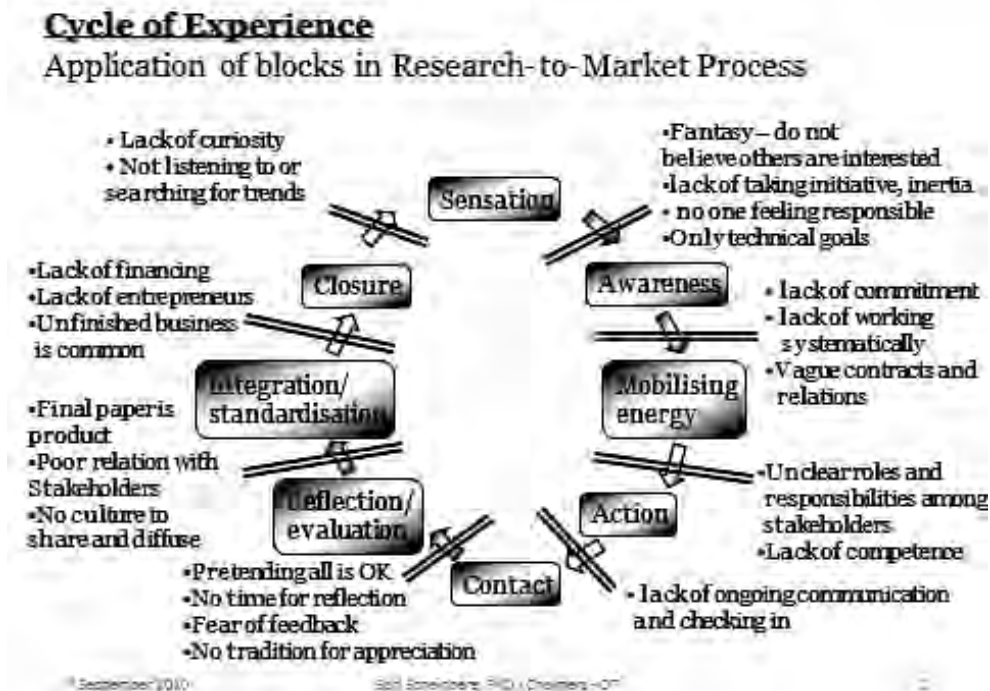 Cycle of Experience
Application of blocks in Research-to-Market Process
• Lack of curiosity
• Not listening to or
searching for trends
Sensation
•Fantasy – do not
believe others are interested
•lack of taking initiative, inertia
• no one feeling responsible
•Only technical goals
Awareness
• lack of commitment
• lack of working
systematically
•Vague contracts and
relations
Mobilising
energy
•Unclear roles and
responsibilities among
stakeholders
•Lack of competence
Action
• lack of ongoing communication
and checking in
Contact
•Pretending all is OK
•No time for reflection
•Fear of feedback
•No tradition for appreciation
evaluation
•Final paper is
product
•Poor relation with
Stakeholders
•No culture to
share and diffuse
Integration/
standardisation
•Lack of financing
•Lack of entrepreneurs
•Unfinished business
is common
Closure
September 2010